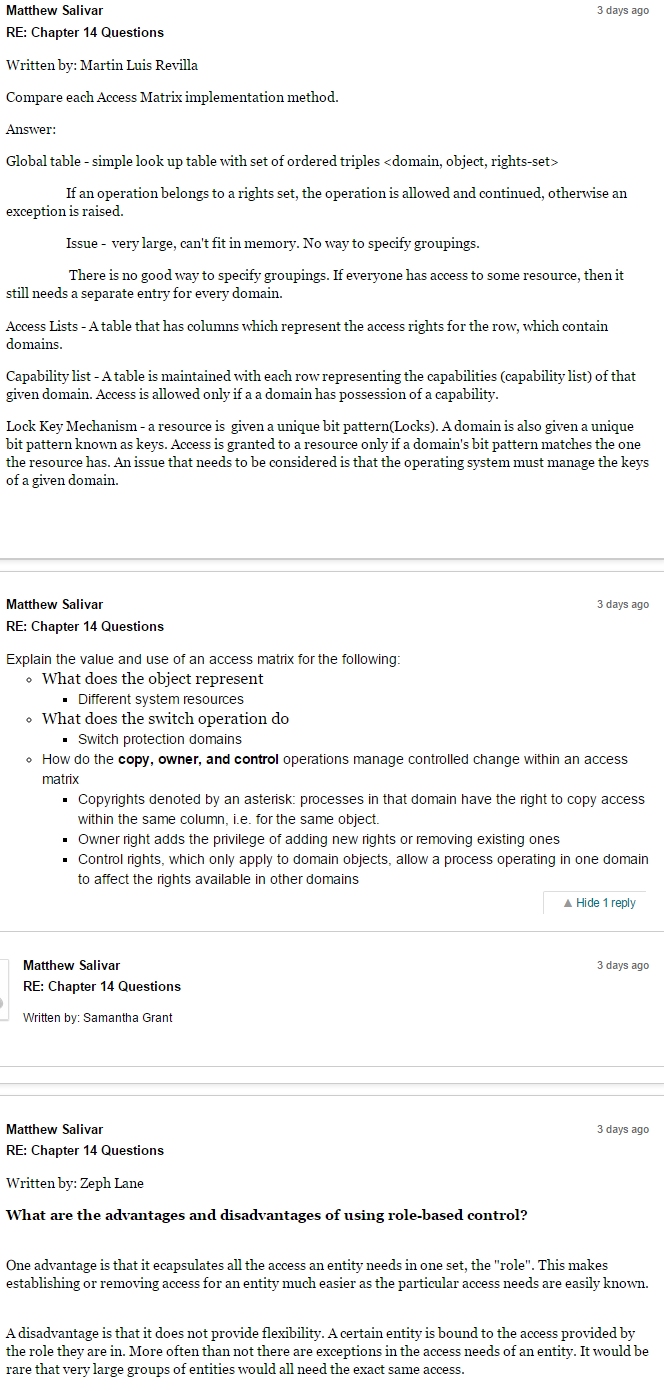 Matthew Salivar 3 days ago
RE: Chapter 14 Questions
Written by: Martin Luis Revilla
Compare each Access Matrix implementation method.
Answer:
Global table - simple look up table with set of ordered triples <domain, object, rights-set>
If an operation belongs to a rights set, the operation is allowed and continued, otherwise an
exception is raised.
Issue - very large, can't fit in memory. No way to specify groupings.
There is no good way to specify groupings. If everyone has access to some resource, then it
still needs a separate entry for every domain.
Access Lists - A table that has columns which represent the access rights for the row, which contain
domains.
Capability list - A table is maintained with each row representing the capabilities (capability list) of that
given domain. Access is allowed only if a a domain has possession of a capability.
Lock Key Mechanism - a resource is given a unique bit pattern(Locks). A domain is also given a unique
bit pattern known as keys. Access is granted to a resource only if a domain's bit pattern matches the one
the resource has. An issue that needs to be considered is that the operating system must manage the keys
of a given domain.
Matthew Salivar 3 days ago
RE: Chapter 14 Questions
Explain the value and use of an access matrix for the following:
◦ What does the object represent
▪ Different system resources
◦ What does the switch operation do
▪ Switch protection domains
◦ How do the copy, owner, and control operations manage controlled change within an access
matrix
▪ Copyrights denoted by an asterisk: processes in that domain have the right to copy access
within the same column, i.e. for the same object.
▪ Owner right adds the privilege of adding new rights or removing existing ones
▪ Control rights, which only apply to domain objects, allow a process operating in one domain
to affect the rights available in other domains
▲ Hide 1 reply
Matthew Salivar 3 days ago
RE: Chapter 14 Questions
Written by: Samantha Grant
Matthew Salivar 3 days ago
RE: Chapter 14 Questions
Written by: Zeph Lane
What are the advantages and disadvantages of using role-based control?
One advantage is that it ecapsulates all the access an entity needs in one set, the "role". This makes
establishing or removing access for an entity much easier as the particular access needs are easily known.
A disadvantage is that it does not provide flexibility. A certain entity is bound to the access provided by
the role they are in. More often than not there are exceptions in the access needs of an entity. It would be
rare that very large groups of entities would all need the exact same access.